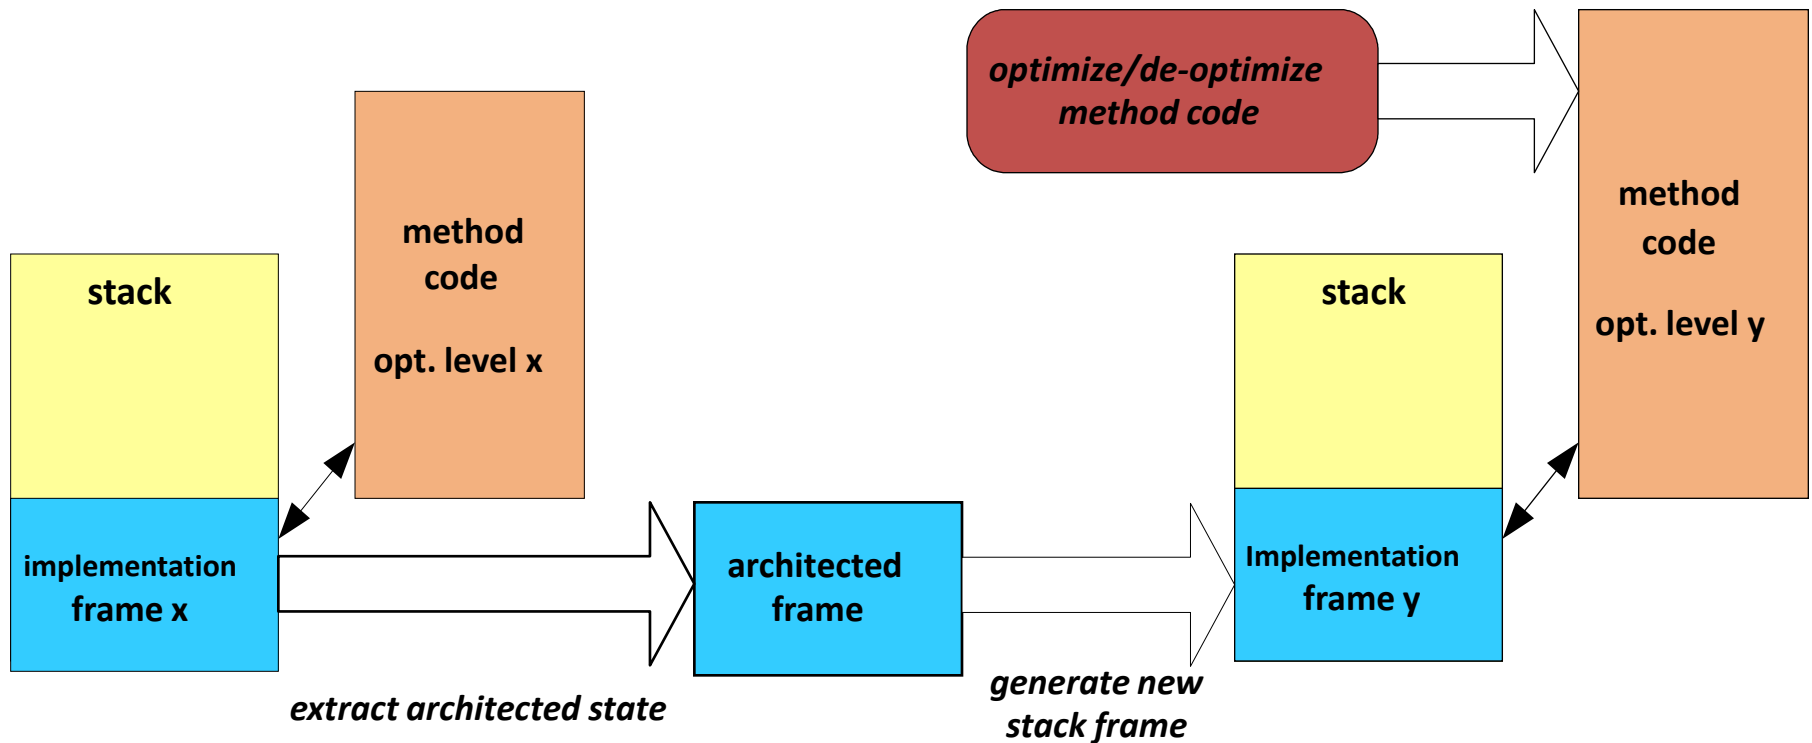 optimize/de-optimize
method code
method
code
opt. level x
method
code
opt. level y
stack
stack
implementation
frame x
architected
frame
Implementation
frame y
extract architected state
generate new
stack frame